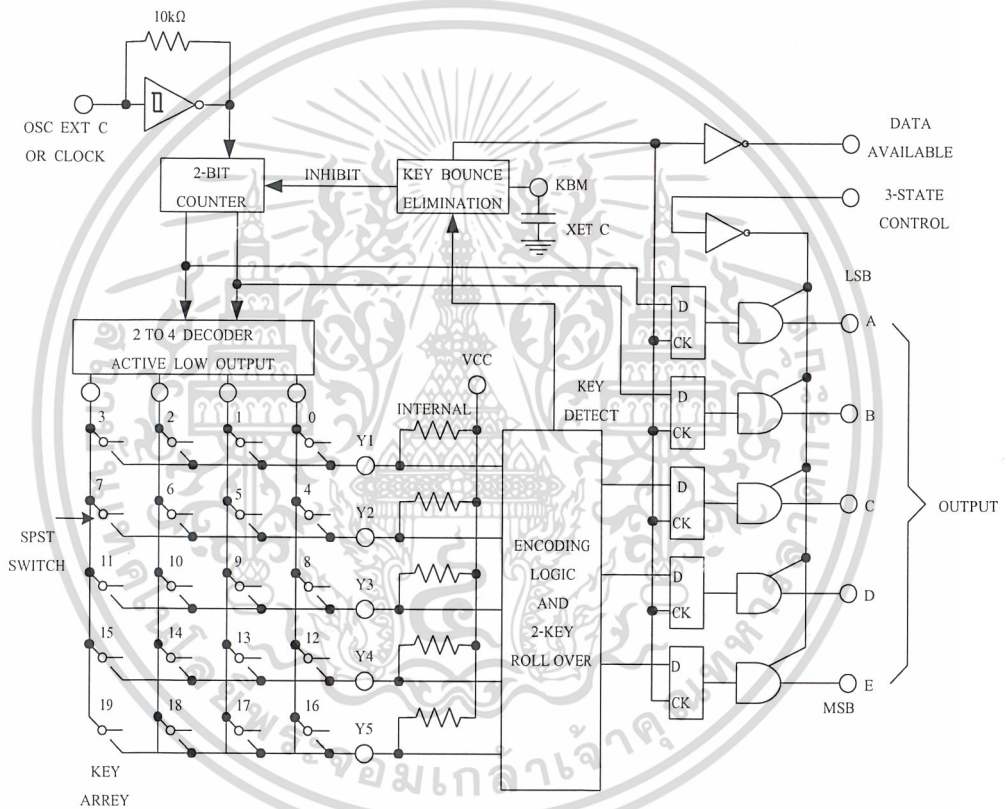 10kΩ
OSC EXT C
OR CLOCK
2-BIT
COUNTER
INHIBIT
KEY BOUNCE
ELIMINATION
KBM
XET C
DATA
AVAILABLE
3-STATE
CONTROL
LSB
2 TO 4 DECODER
ACTIVE LOW OUTPUT
VCC
INTERNAL
KEY
DETECT
3
2
1
0
Y1
7
6
5
4
Y2
SPST
SWITCH
11
10
9
8
Y3
15
14
13
12
Y4
19
18
17
16
Y5
KEY
ARREY
ENCODING
LOGIC
AND
2-KEY
ROLL OVER
D
CK
A
D
CK
B
D
CK
C
D
CK
D
D
CK
E
MSB
OUTPUT